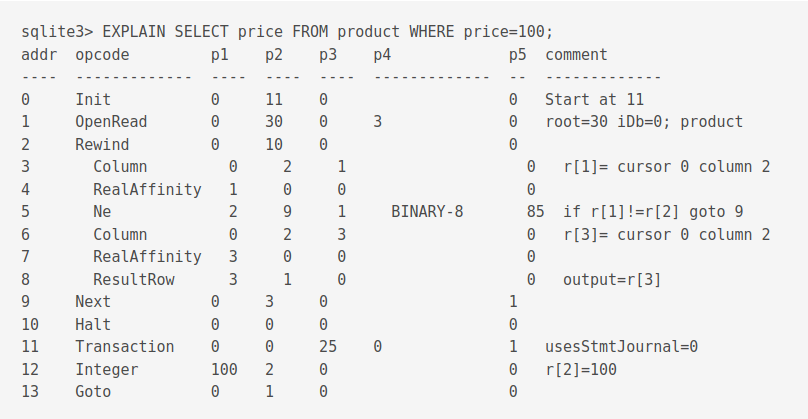 sqlite3> EXPLAIN SELECT price FROM product WHERE price=100;
addr  opcode         p1    p2    p3    p4             p5  comment
----  -------------  ----  ----  ----  -------------  --  -------------
0     Init           0     11    0                    0   Start at 11
1     OpenRead       0     30    0     3              0   root=30 iDb=0; product
2     Rewind         0     10    0                    0
3       Column         0     2     1                    0   r[1]= cursor 0 column 2
4       RealAffinity   1     0     0                    0
5       Ne             2     9     1     BINARY-8       85  if r[1]!=r[2] goto 9
6       Column         0     2     3                    0   r[3]= cursor 0 column 2
7       RealAffinity   3     0     0                    0
8       ResultRow      3     1     0                    0   output=r[3]
9     Next           0     3     0                    1
10    Halt           0     0     0                    0
11    Transaction    0     0     25    0              1   usesStmtJournal=0
12    Integer        100   2     0                    0   r[2]=100
13    Goto           0     1     0                    0